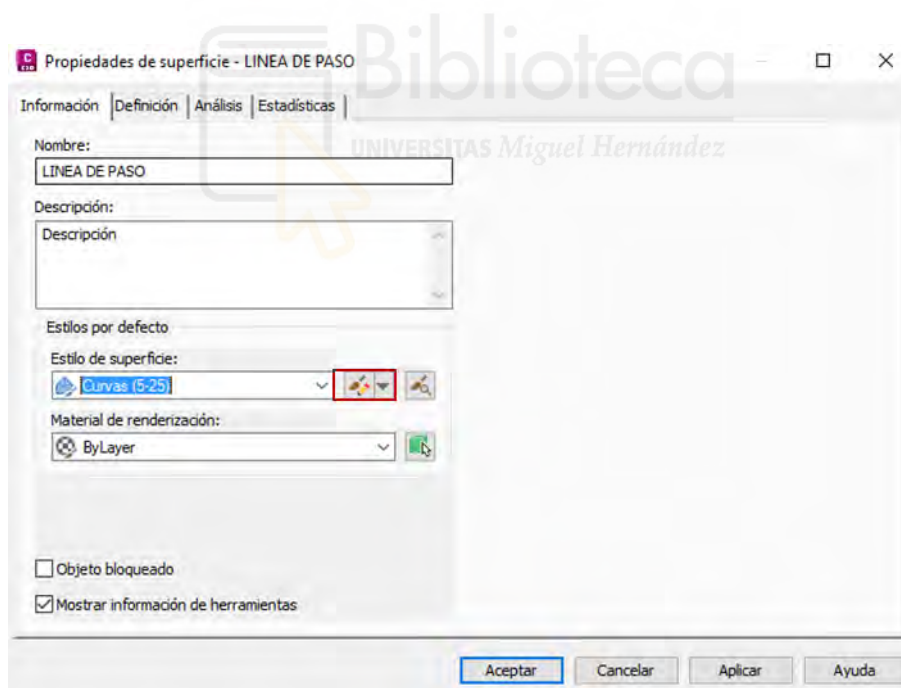 Biblioteca
UNIVERSITAS Miguel Hernández
Propiedades de superficie - LINEA DE PASO
Información Definición Análisis Estadísticas
Nombre:
LINEA DE PASO
Descripción:
Descripción
Estilos por defecto
Estilo de superficie:
Curvas (5-25)
Material de renderización:
ByLayer
Objeto bloqueado
Mostrar información de herramientas
Aceptar Cancelar Aplicar Ayuda